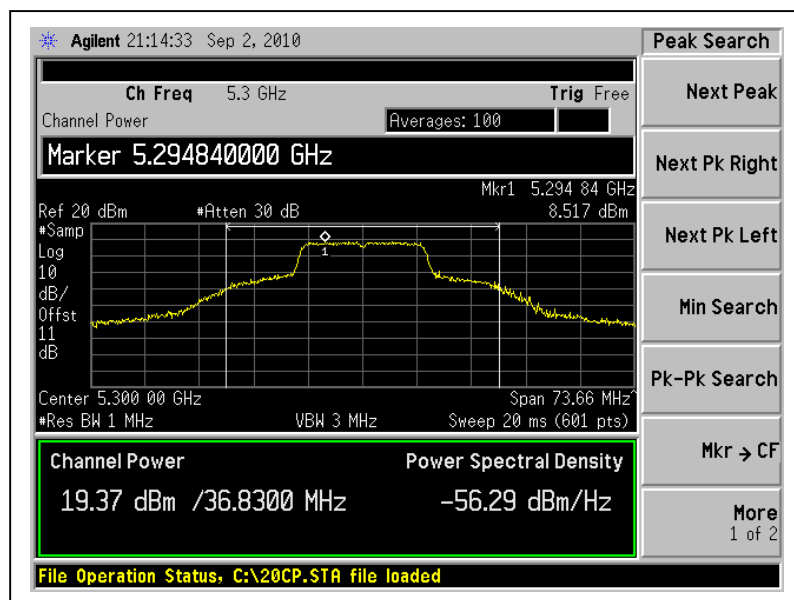 Agilent 21:14:33 Sep 2, 2010
Peak Search
Ch Freq 5.3 GHz Trig Free
Channel Power Averages: 100
Marker 5.294840000 GHz
Mkr1 5.294 84 GHz
Ref 20 dBm #Atten 30 dB 8.517 dBm
#Samp
Log
10
dB/
Offst
11
dB
1
Center 5.300 00 GHz Span 73.66 MHz^
#Res BW 1 MHz VBW 3 MHz Sweep 20 ms (601 pts)
Channel Power Power Spectral Density
19.37 dBm /36.8300 MHz -56.29 dBm/Hz
File Operation Status, C:\20CP.STA file loaded
Next Peak
Next Pk Right
Next Pk Left
Min Search
Pk-Pk Search
Mkr → CF
More
1 of 2